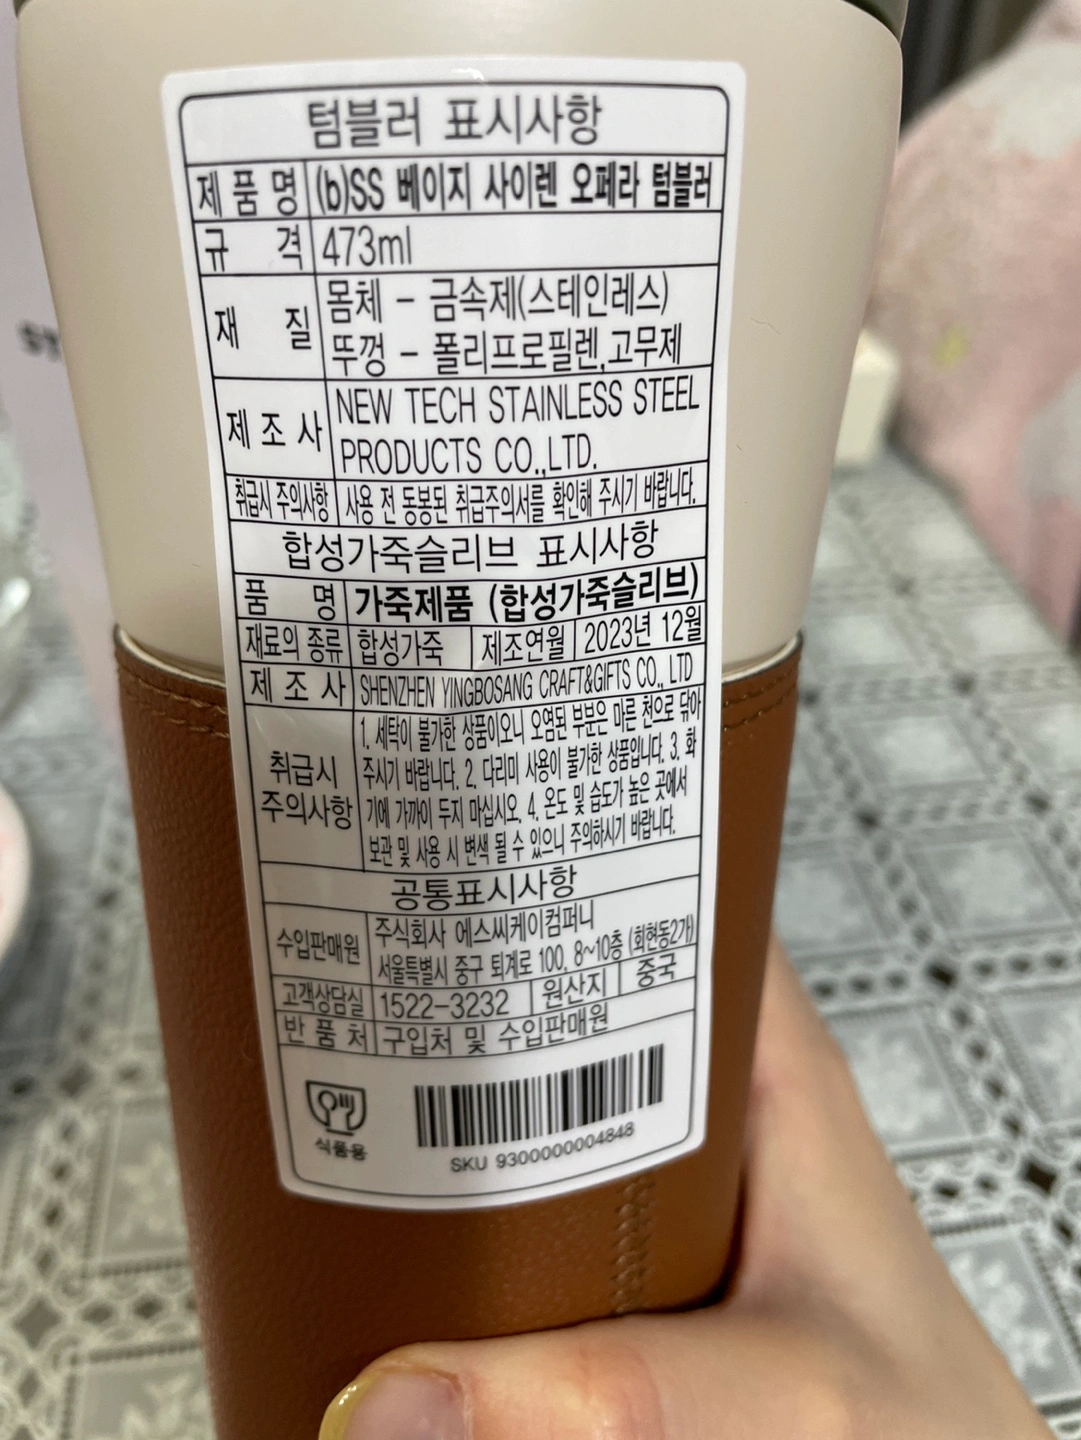 텀블러 표시사항
제 품 명 (b)SS 베이지 사이렌 오페라 텀블러
규 격 473ml
재 질 몸체 - 금속제(스테인레스)
뚜껑 - 폴리프로필렌,고무제
제 조 사 NEW TECH STAINLESS STEEL
PRODUCTS CO.,LTD.
취급시 주의사항 사용 전 동봉된 취급주의서를 확인해 주시기 바랍니다.
합성가죽슬리브 표시사항
품 명 가죽제품 (합성가죽슬리브)
재료의 종류 합성가죽 제조연월 2023년 12월
제 조 사 SHENZHEN YINGBOSANG CRAFT&GIFTS CO., LTD
취급시
주의사항
1. 세탁이 불가한 상품이오니 오염된 부분은 마른 천으로 닦아
주시기 바랍니다. 2. 다리미 사용이 불가한 상품입니다. 3. 화
기에 가까이 두지 마십시오. 4. 온도 및 습도가 높은 곳에서
보관 및 사용 시 변색 될 수 있으니 주의하시기 바랍니다.
공통표시사항
수입판매원 주식회사 에스씨케이컴퍼니
서울특별시 중구 퇴계로 100, 8~10층 (회현동2가)
고객상담실 1522-3232 원산지 중국
반 품 처 구입처 및 수입판매원
식품용
SKU 9300000004848